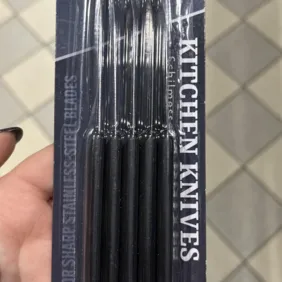 KITCHEN KNIVES
SHARP STAINLESS-STEEL BLADES